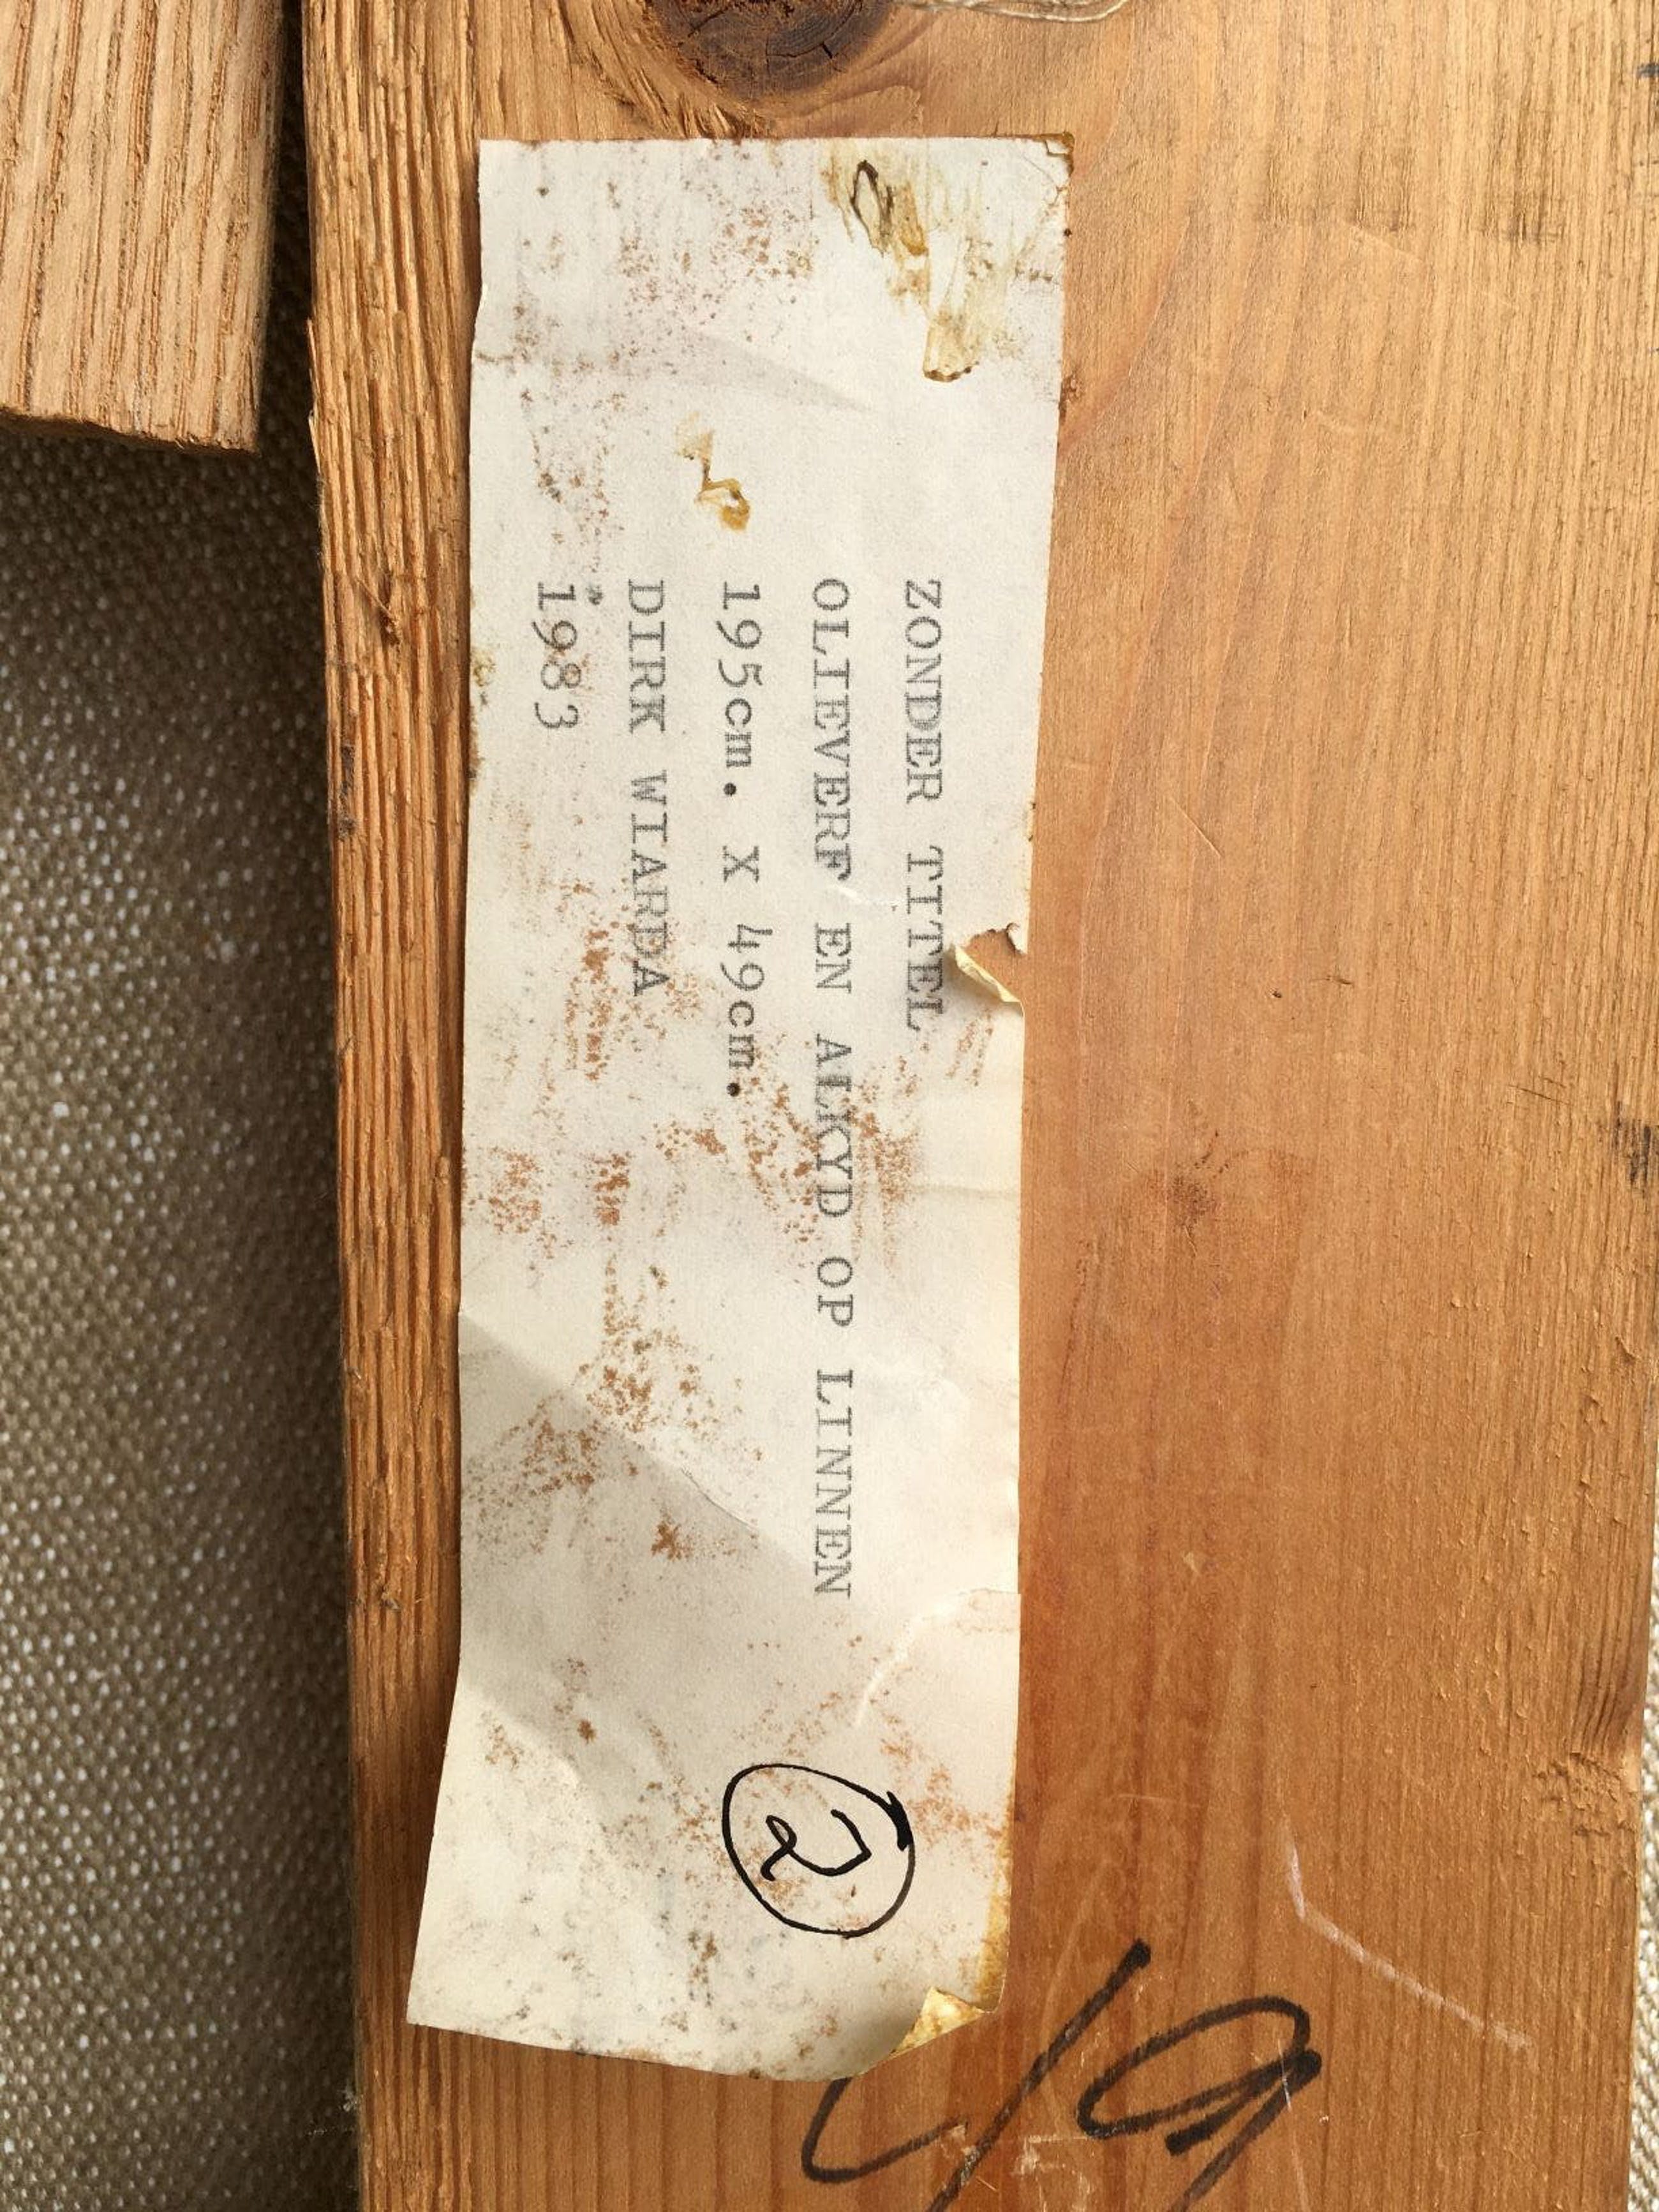 ZONDER TITEL
OLIEVERF EN ALKYD OP LINNEN
195cm. X 49cm.
DIRK WIARDA
1983
2